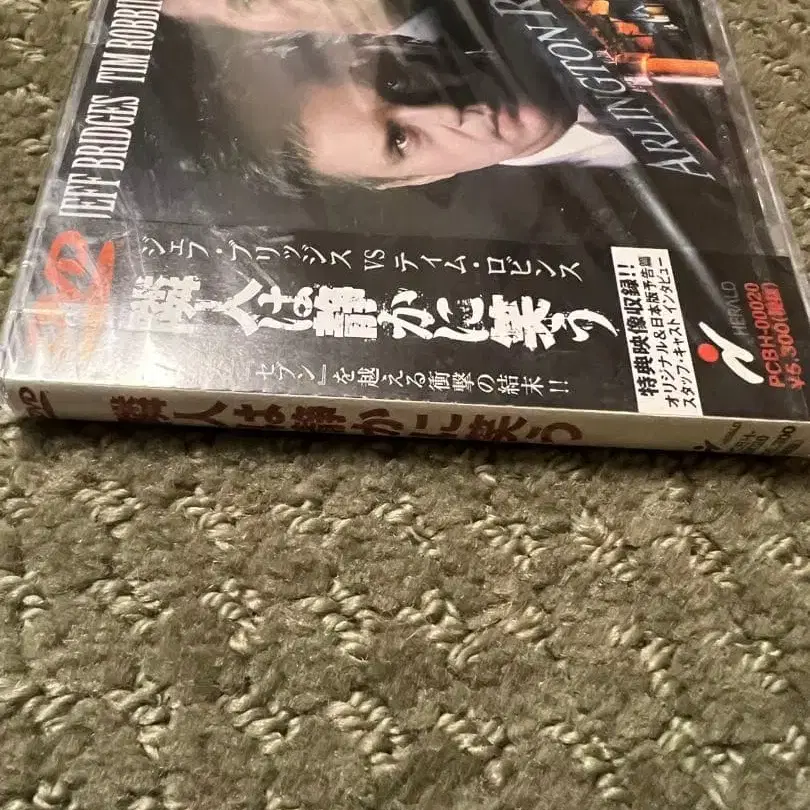 JEFF BRIDGES TIM ROBBI
ARLINGTON R
ジェフ・ブリッジス VS ティム・ロビンス
隣人は静かに笑う
『セブン』を越える衝撃の結末!!
特典映像収録!!
オリジナル&日本版予告編
スタッフ・キャストインタビュー
HERALD
PCBH-00020
DVD
隣人は静かに笑う